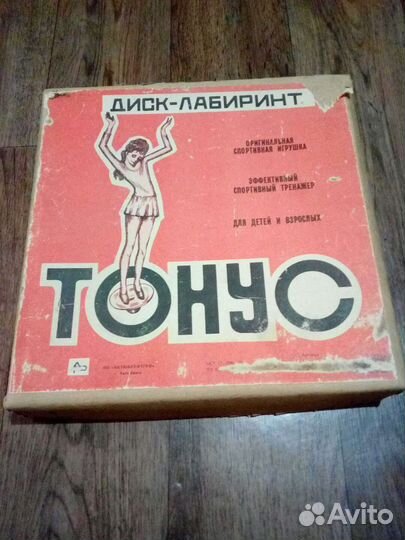 ДИСК-ЛАБИРИНТ
ОРИГИНАЛЬНАЯ
СПОРТИВНАЯ ИГРУШКА
ЭФФЕКТИВНЫЙ
СПОРТИВНЫЙ ТРЕНАЖЕР
ДЛЯ ДЕТЕЙ И ВЗРОСЛЫХ
ТОНУС
Avito